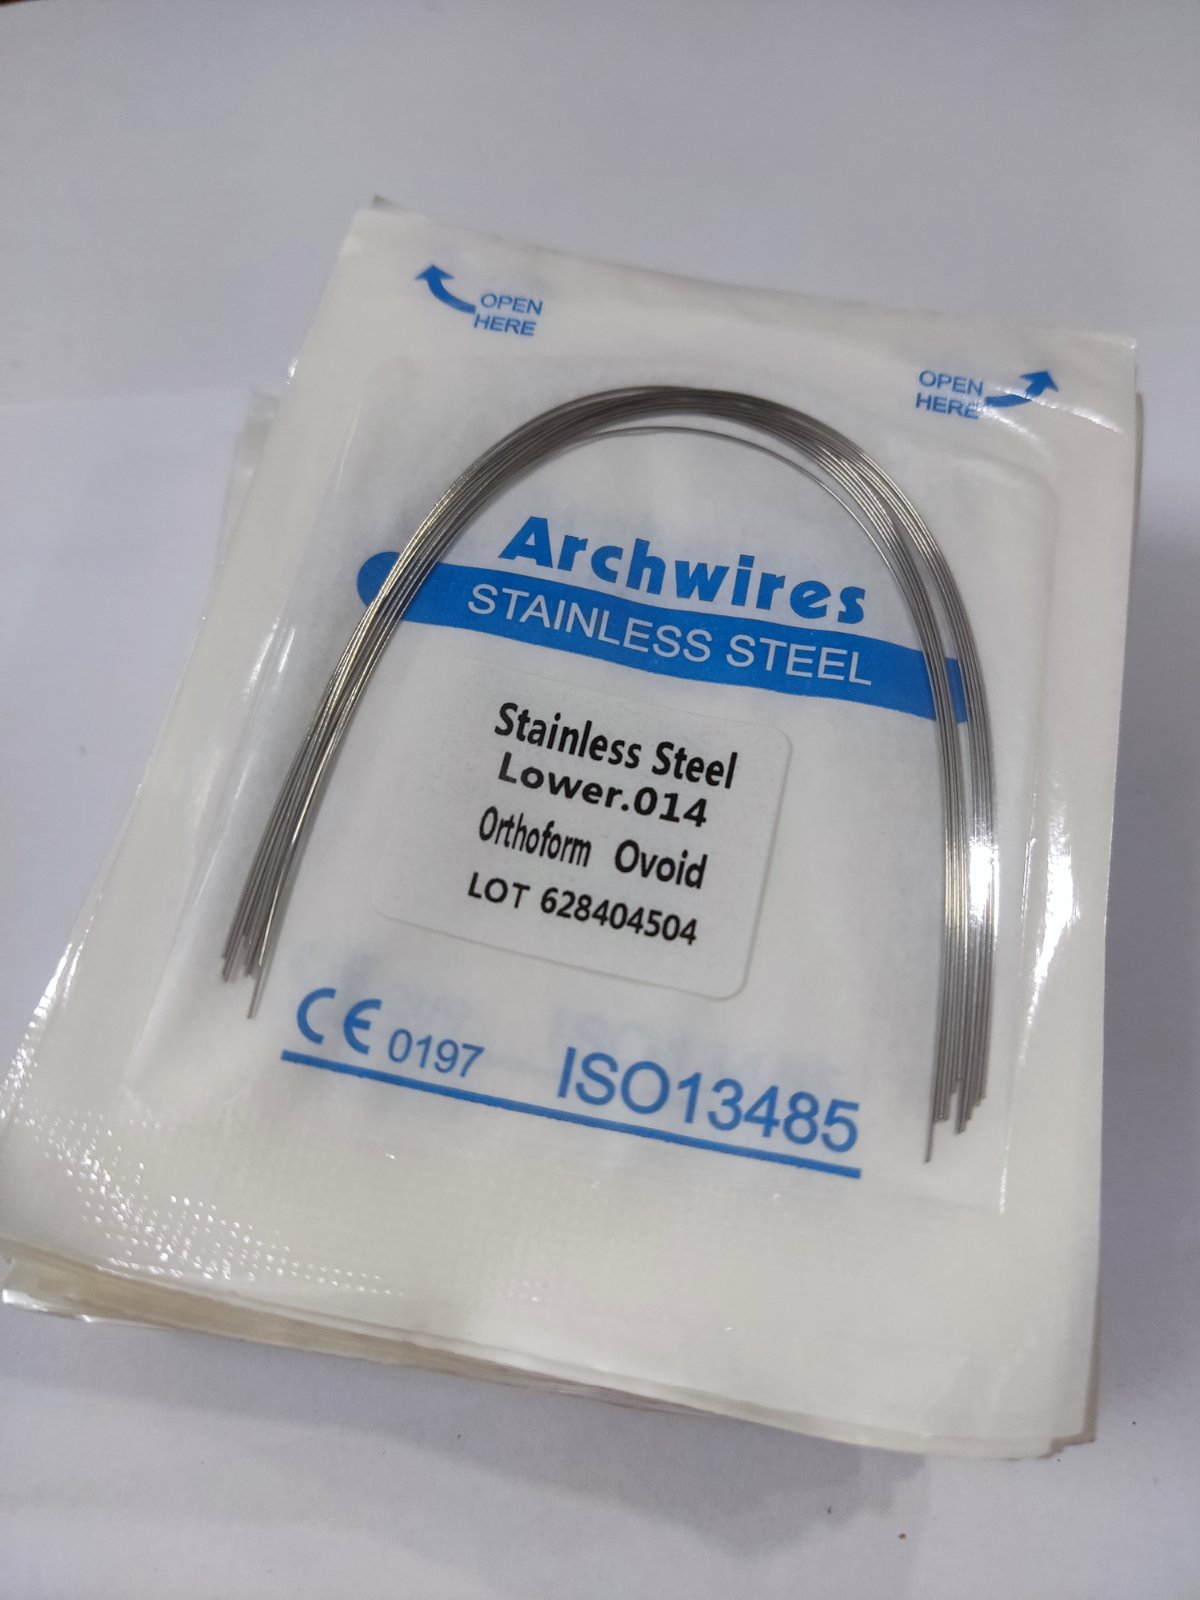 OPEN
HERE
OPEN
HERE
Archwires
STAINLESS STEEL
Stainless Steel
Lower.014
Orthoform Ovoid
LOT 628404504
CE 0197 ISO13485